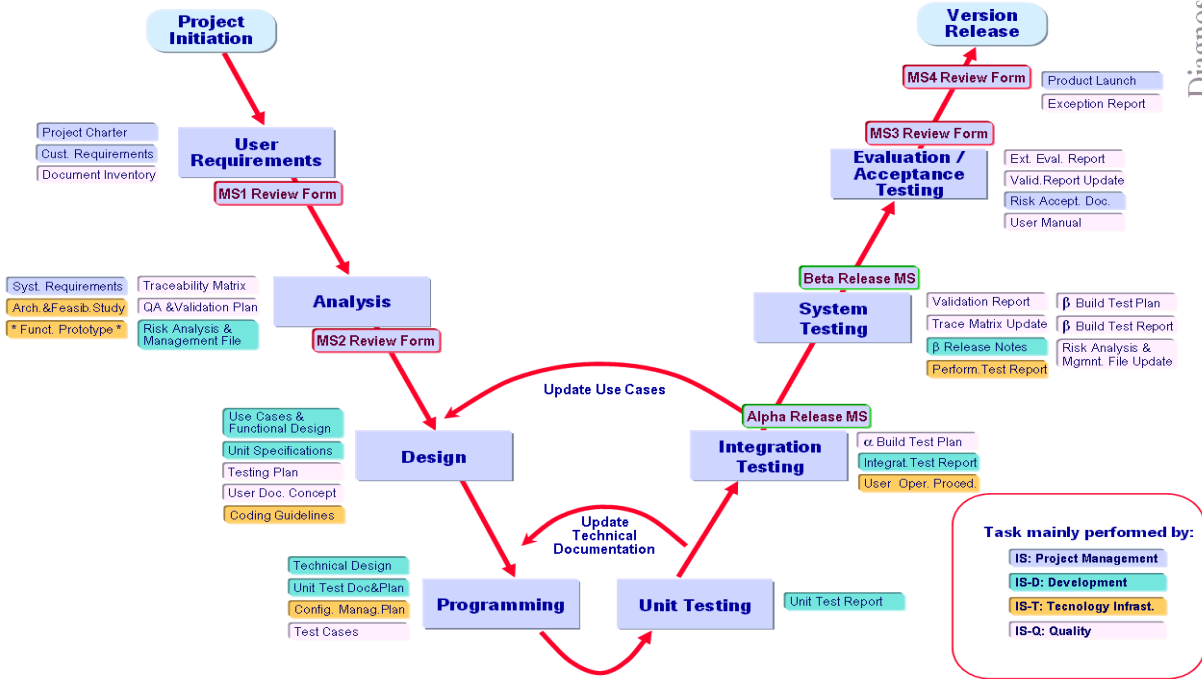 Project
Initiation
Version
Release
Diagnos
MS4 Review Form
Product Launch
Exception Report
Project Charter
Cust. Requirements
Document Inventory
User
Requirements
MS1 Review Form
MS3 Review Form
Evaluation /
Acceptance
Testing
Ext. Eval. Report
Valid.Report Update
Risk Accept. Doc.
User Manual
Syst. Requirements
Arch.&Feasib.Study
* Funct. Prototype *
Traceability Matrix
QA &Validation Plan
Risk Analysis &
Management File
Analysis
MS2 Review Form
Beta Release MS
System
Testing
Validation Report
Trace Matrix Update
β Release Notes
Perform.Test Report
β Build Test Plan
β Build Test Report
Risk Analysis &
Mgmnt. File Update
Update Use Cases
Use Cases &
Functional Design
Unit Specifications
Testing Plan
User Doc. Concept
Coding Guidelines
Design
Alpha Release MS
Integration
Testing
α Build Test Plan
Integrat.Test Report
User Oper. Proced.
Update
Technical
Documentation
Technical Design
Unit Test Doc&Plan
Config. Manag.Plan
Test Cases
Programming
Unit Testing
Unit Test Report
Task mainly performed by:
IS: Project Management
IS-D: Development
IS-T: Tecnology Infrast.
IS-Q: Quality